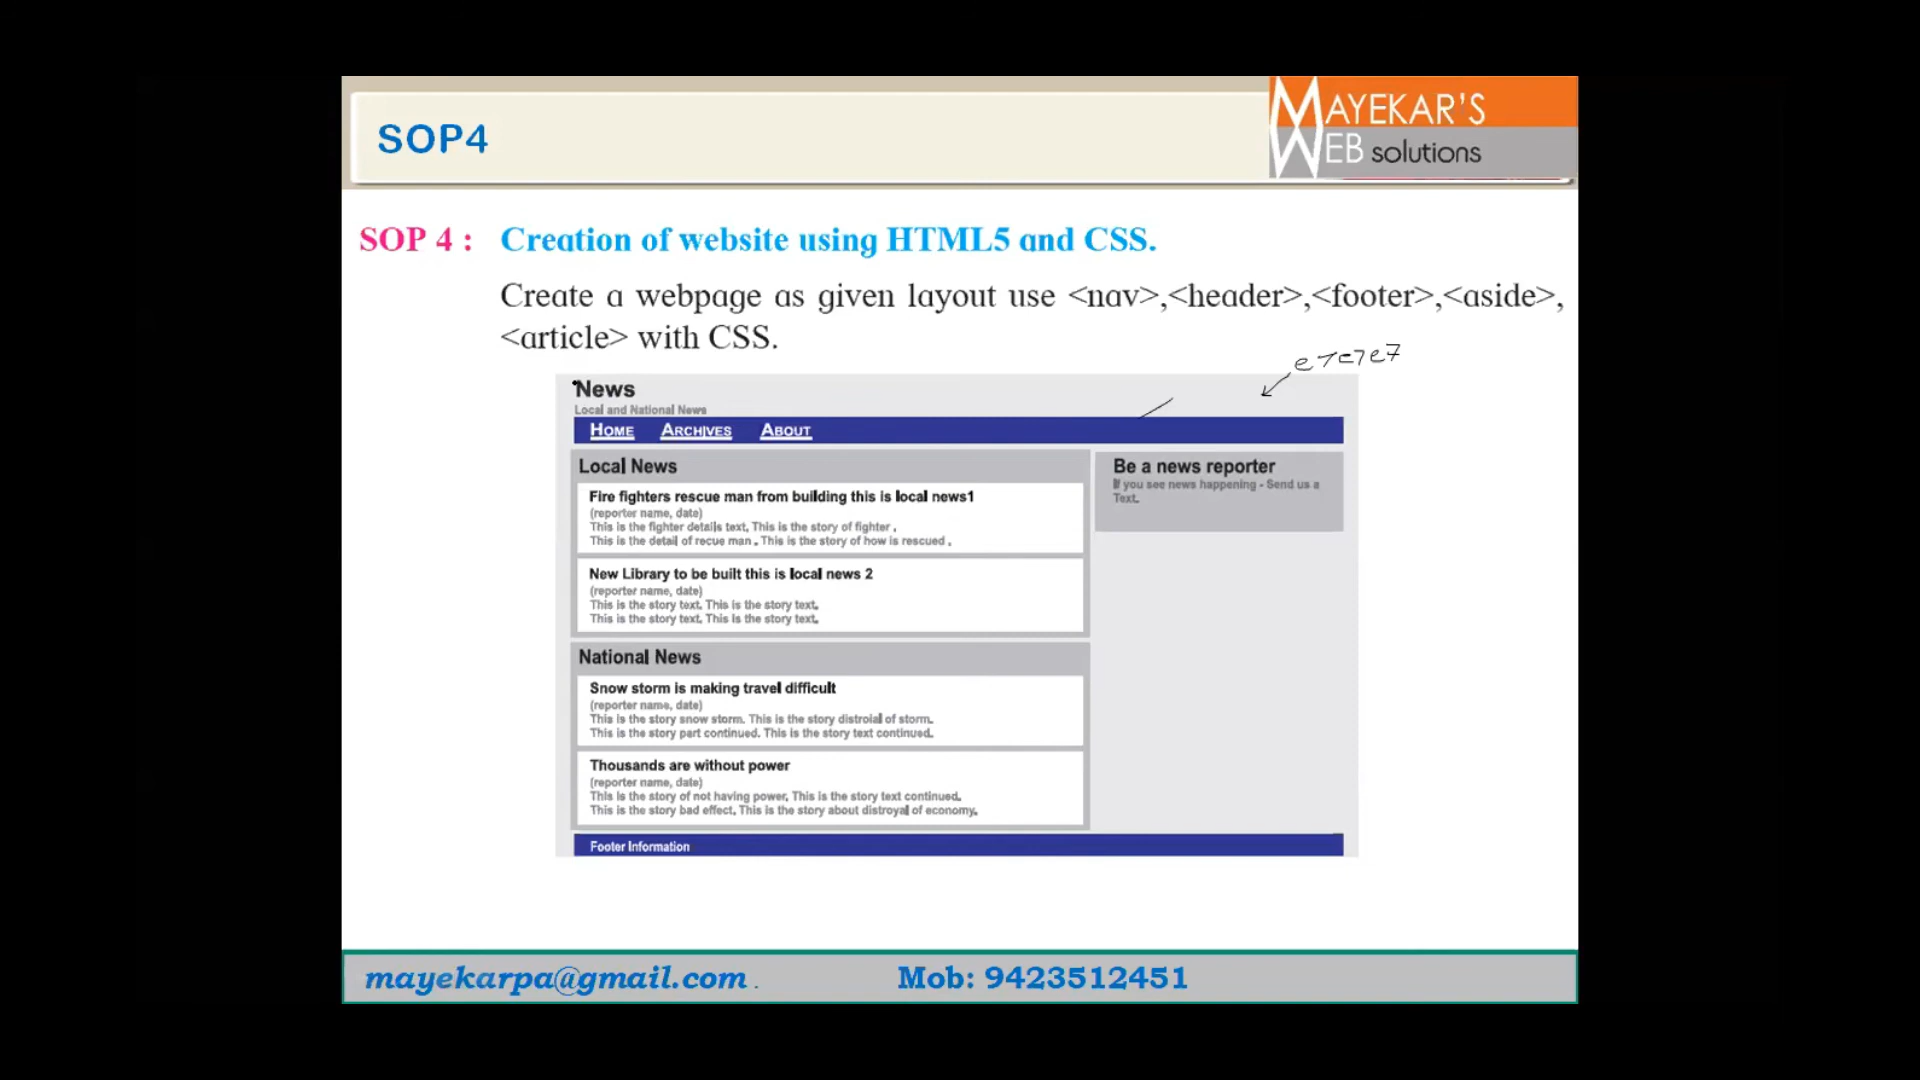 SOP4
MAYEKAR'S
WEB solutions
SOP 4 : Creation of website using HTML5 and CSS.
Create a webpage as given layout use <nav>,<header>,<footer>,<aside>,
<article> with CSS.
e7e7e7
News
Local and National News
HOME ARCHIVES ABOUT
Local News
Fire fighters rescue man from building this is local news1
(reporter name, date)
This is the fighter details text. This is the story of fighter .
This is the detail of recue man . This is the story of how is rescued .
New Library to be built this is local news 2
(reporter name, date)
This is the story text. This is the story text.
This is the story text. This is the story text.
National News
Snow storm is making travel difficult
(reporter name, date)
This is the story snow storm. This is the story distroial of storm.
This is the story part continued. This is the story text continued.
Thousands are without power
(reporter name, date)
This is the story of not having power. This is the story text continued.
This is the story bad effect. This is the story about distroyal of economy.
Be a news reporter
If you see news happening - Send us a
Text.
Footer Information
mayekarpa@gmail.com . Mob: 9423512451